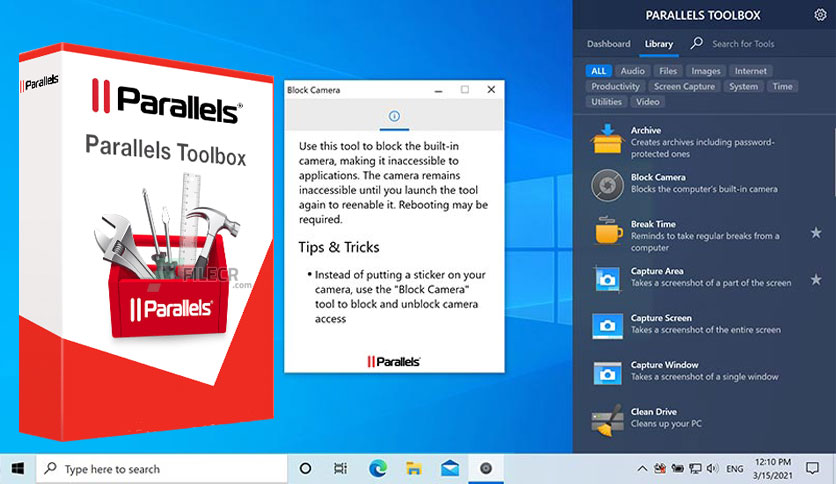 Parallels
Parallels®
Parallels Toolbox
FILECR
.com
Parallels®
Block Camera
Use this tool to block the built-in
camera, making it inaccessible to
applications. The camera remains
inaccessible until you launch the tool
again to reenable it. Rebooting may be
required.
Tips & Tricks
• Instead of putting a sticker on your
camera, use the "Block Camera"
tool to block and unblock camera
access
Parallels®
PARALLELS TOOLBOX
Dashboard Library Search for Tools
ALL Audio Files Images Internet
Productivity Screen Capture System Time
Utilities Video
Archive
Creates archives including password-
protected ones
Block Camera
Blocks the computer's built-in camera
Break Time
Reminds to take regular breaks from a
computer
Capture Area
Takes a screenshot of a part of the screen
Capture Screen
Takes a screenshot of the entire screen
Capture Window
Takes a screenshot of a single window
Clean Drive
Cleans up your PC
Type here to search
ENG
12:10 PM
3/15/2021